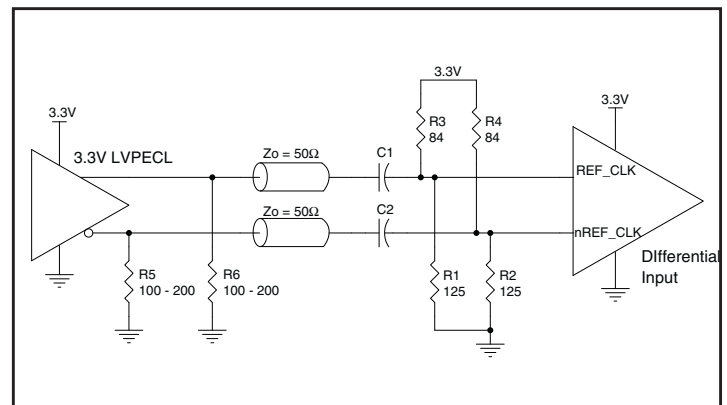 3.3V
3.3V
3.3V
3.3V LVPECL
R3
84
R4
84
Zo = 50Ω
C1
REF_CLK
Zo = 50Ω
C2
nREF_CLK
DIfferential
Input
R5
100 - 200
R6
100 - 200
R1
125
R2
125